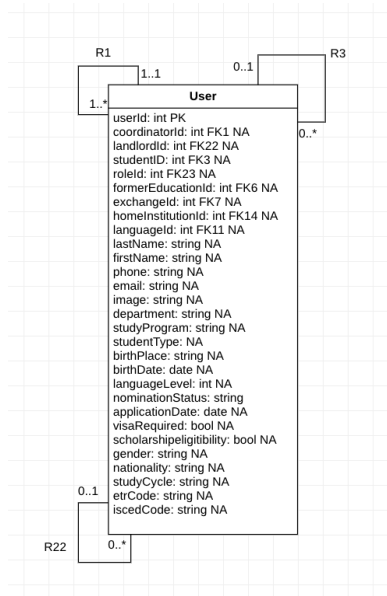 R1
R3
1..1
0..1
User
1..*
0..*
userId: int PK
coordinatorId: int FK1 NA
landlordId: int FK22 NA
studentID: int FK3 NA
roleId: int FK23 NA
formerEducationId: int FK6 NA
exchangeId: int FK7 NA
homeInstitutionId: int FK14 NA
languageId: int FK11 NA
lastName: string NA
firstName: string NA
phone: string NA
email: string NA
image: string NA
department: string NA
studyProgram: string NA
studentType: NA
birthPlace: string NA
birthDate: date NA
languageLevel: int NA
nominationStatus: string
applicationDate: date NA
visaRequired: bool NA
scholarshipeligitibility: bool NA
gender: string NA
nationality: string NA
studyCycle: string NA
etrCode: string NA
iscedCode: string NA
0..1
0..*
R22